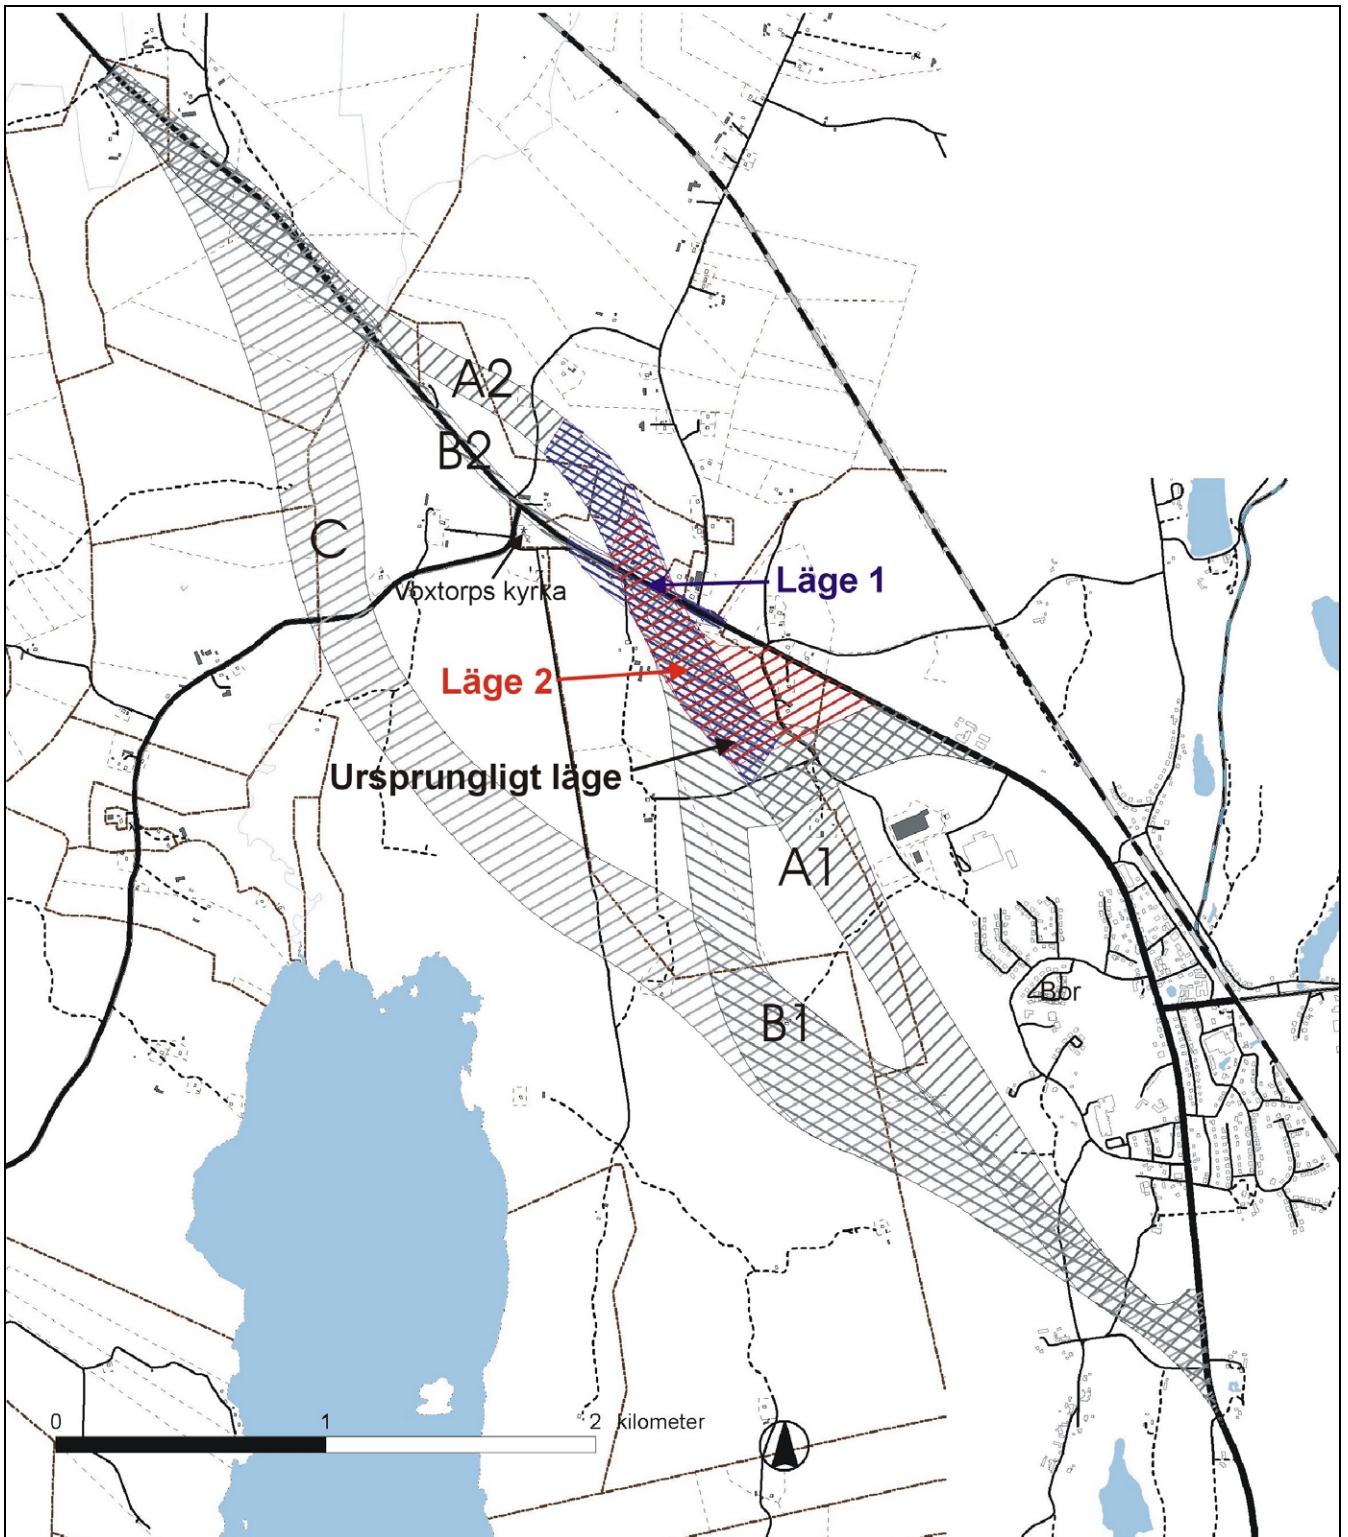 A2
B2
C
Voxtorps kyrka
Läge 1
Läge 2
Ursprungligt läge
A1
Bor
B1
0 1 2 kilometer